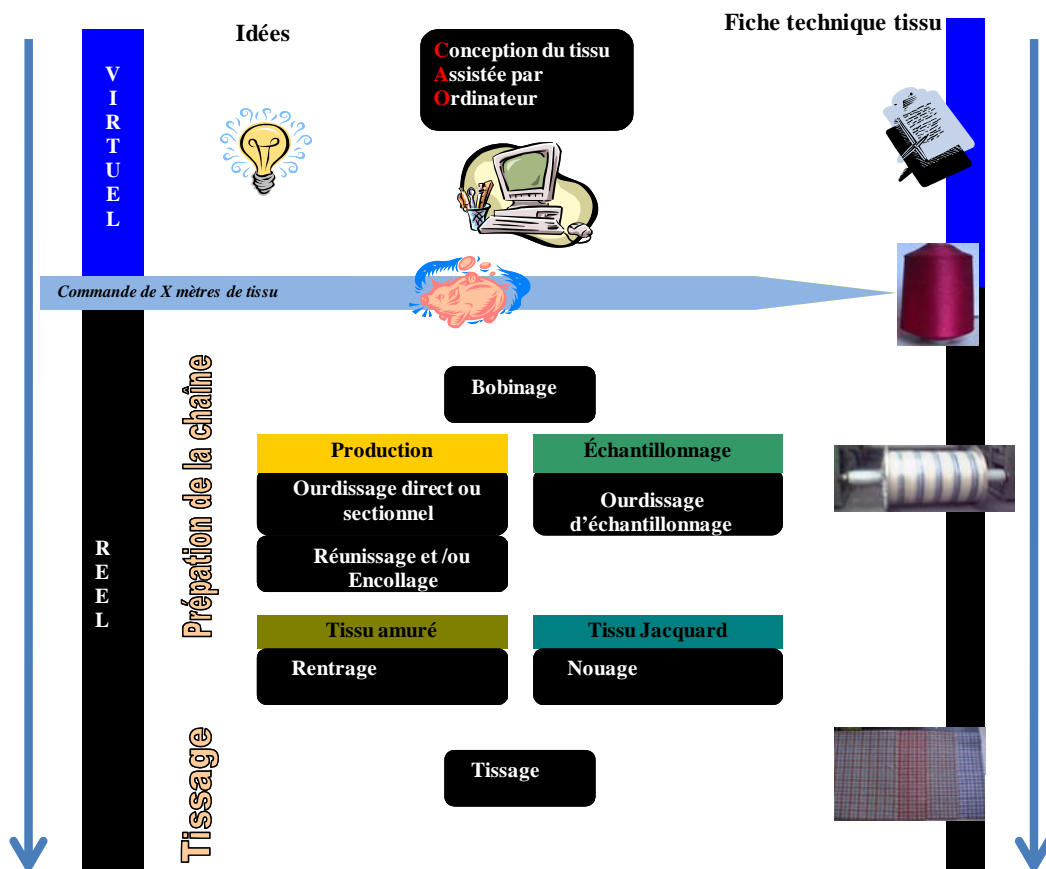 Idées
Conception du tissu
Assistée par
Ordinateur
Fiche technique tissu
VIRTUEL
Commande de X mètres de tissu
REEL
Prépation de la chaîne
Bobinage
Production
Échantillonnage
Ourdissage direct ou
sectionnel
Ourdissage
d'échantillonnage
Réunissage et /ou
Encollage
Tissu amuré
Tissu Jacquard
Rentrage
Nouage
Tissage
Tissage